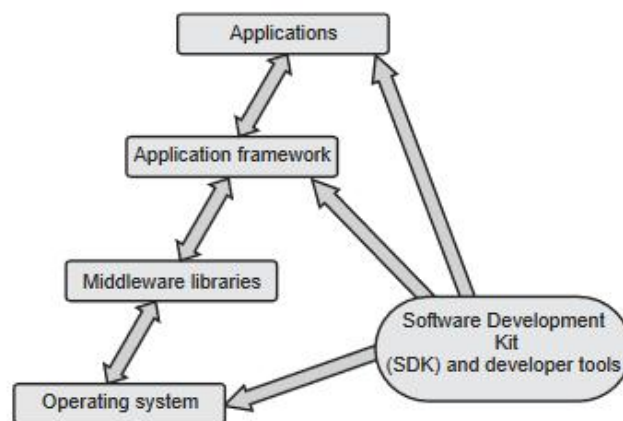 Applications
Application framework
Middleware libraries
Software Development
Kit
(SDK) and developer tools
Operating system